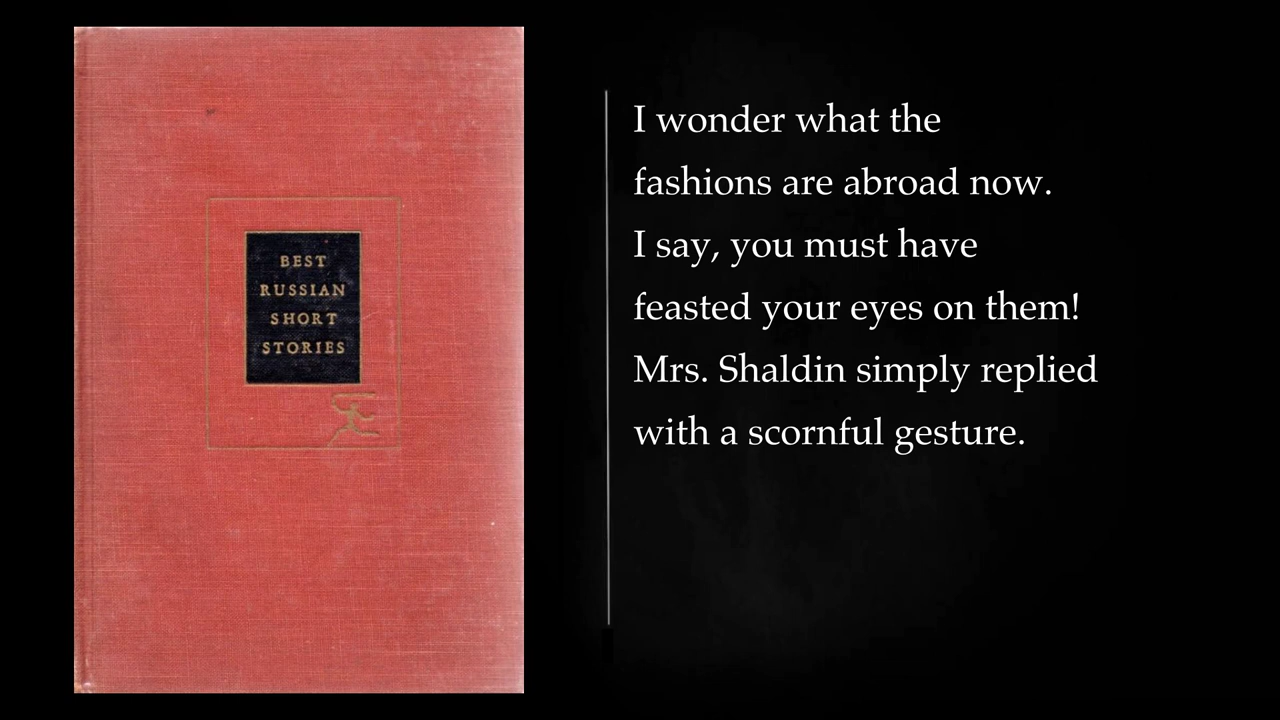 BEST
RUSSIAN
SHORT
STORIES
I wonder what the
fashions are abroad now.
I say, you must have
feasted your eyes on them!
Mrs. Shaldin simply replied
with a scornful gesture.